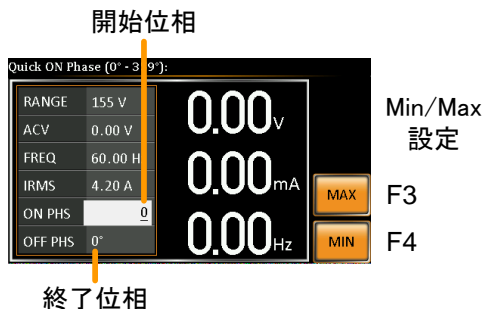 開始位相
Quick ON Phase (0° - 359°):
RANGE 155 V
ACV 0.00 V
FREQ 60.00 H
IRMS 4.20 A
ON PHS 0
OFF PHS 0°
0.00V
0.00mA
0.00Hz
MAX
MIN
Min/Max
設定
F3
F4
終了位相